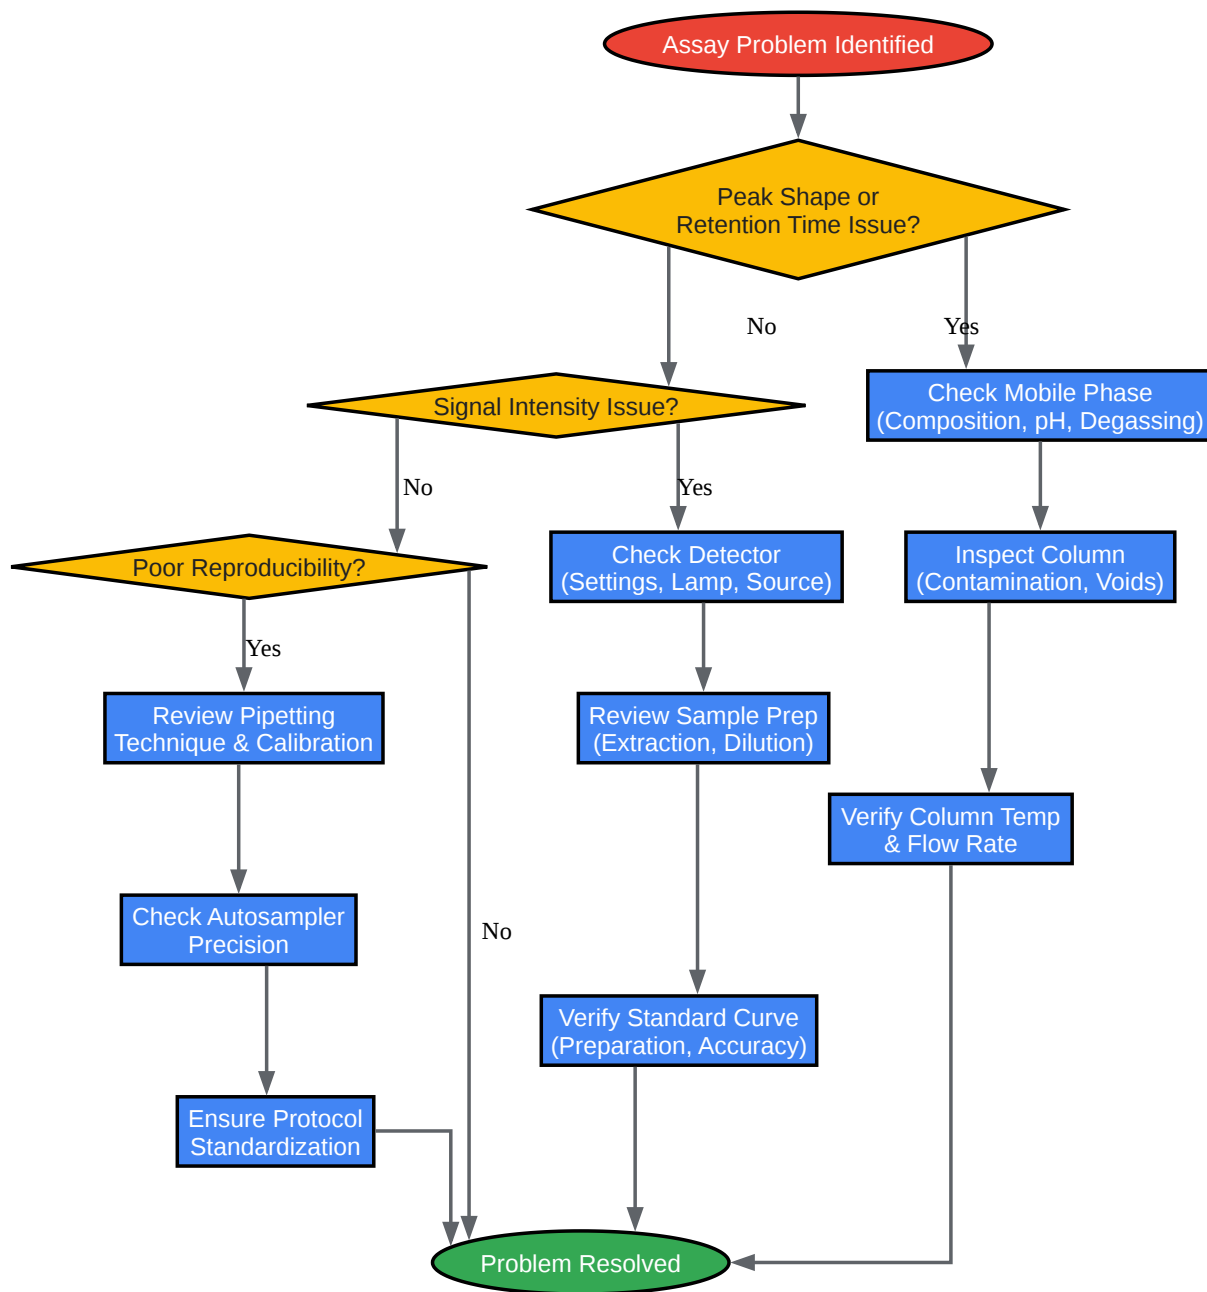 Assay Problem Identified
Peak Shape or
Retention Time Issue?
No
Yes
Signal Intensity Issue?
Check Mobile Phase
(Composition, pH, Degassing)
No
Yes
Poor Reproducibility?
Check Detector
(Settings, Lamp, Source)
Inspect Column
(Contamination, Voids)
Yes
Review Pipetting
Technique & Calibration
Review Sample Prep
(Extraction, Dilution)
Verify Column Temp
& Flow Rate
Check Autosampler
Precision
No
Verify Standard Curve
(Preparation, Accuracy)
Ensure Protocol
Standardization
Problem Resolved